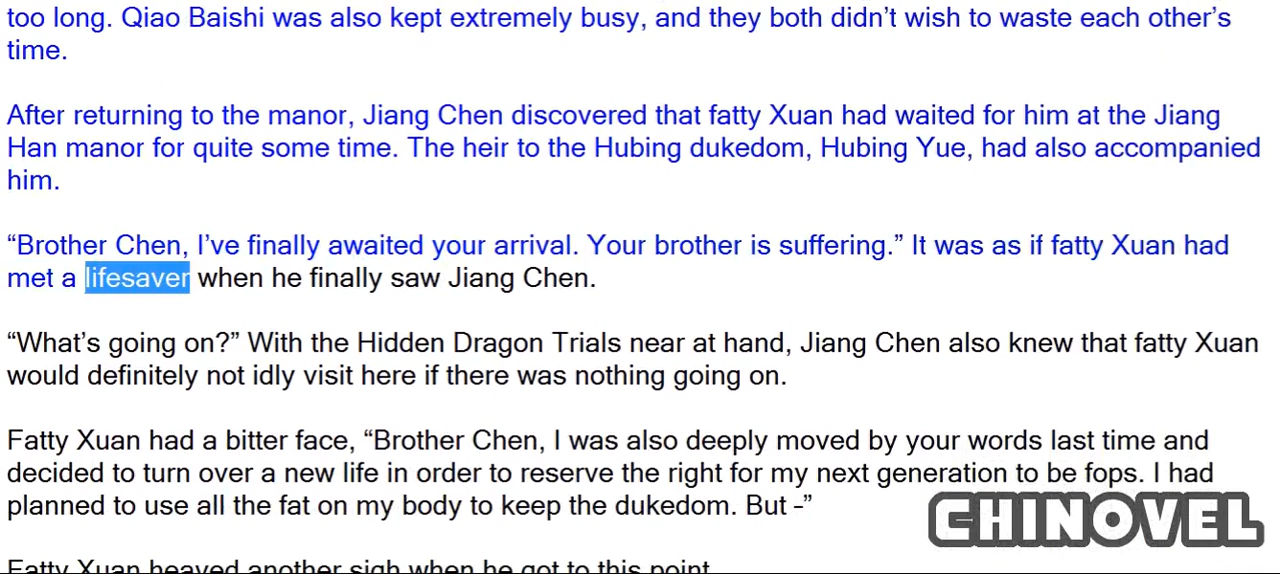 too long. Qiao Baishi was also kept extremely busy, and they both didn’t wish to waste each other’s
time.
After returning to the manor, Jiang Chen discovered that fatty Xuan had waited for him at the Jiang
Han manor for quite some time. The heir to the Hubing dukedom, Hubing Yue, had also accompanied
him.
“Brother Chen, I’ve finally awaited your arrival. Your brother is suffering.” It was as if fatty Xuan had
met a lifesaver when he finally saw Jiang Chen.
“What’s going on?” With the Hidden Dragon Trials near at hand, Jiang Chen also knew that fatty Xuan
would definitely not idly visit here if there was nothing going on.
Fatty Xuan had a bitter face, “Brother Chen, I was also deeply moved by your words last time and
decided to turn over a new life in order to reserve the right for my next generation to be fops. I had
planned to use all the fat on my body to keep the dukedom. But –”
CHINOVEL
Fatty Xuan heaved another sigh when he got to this point.